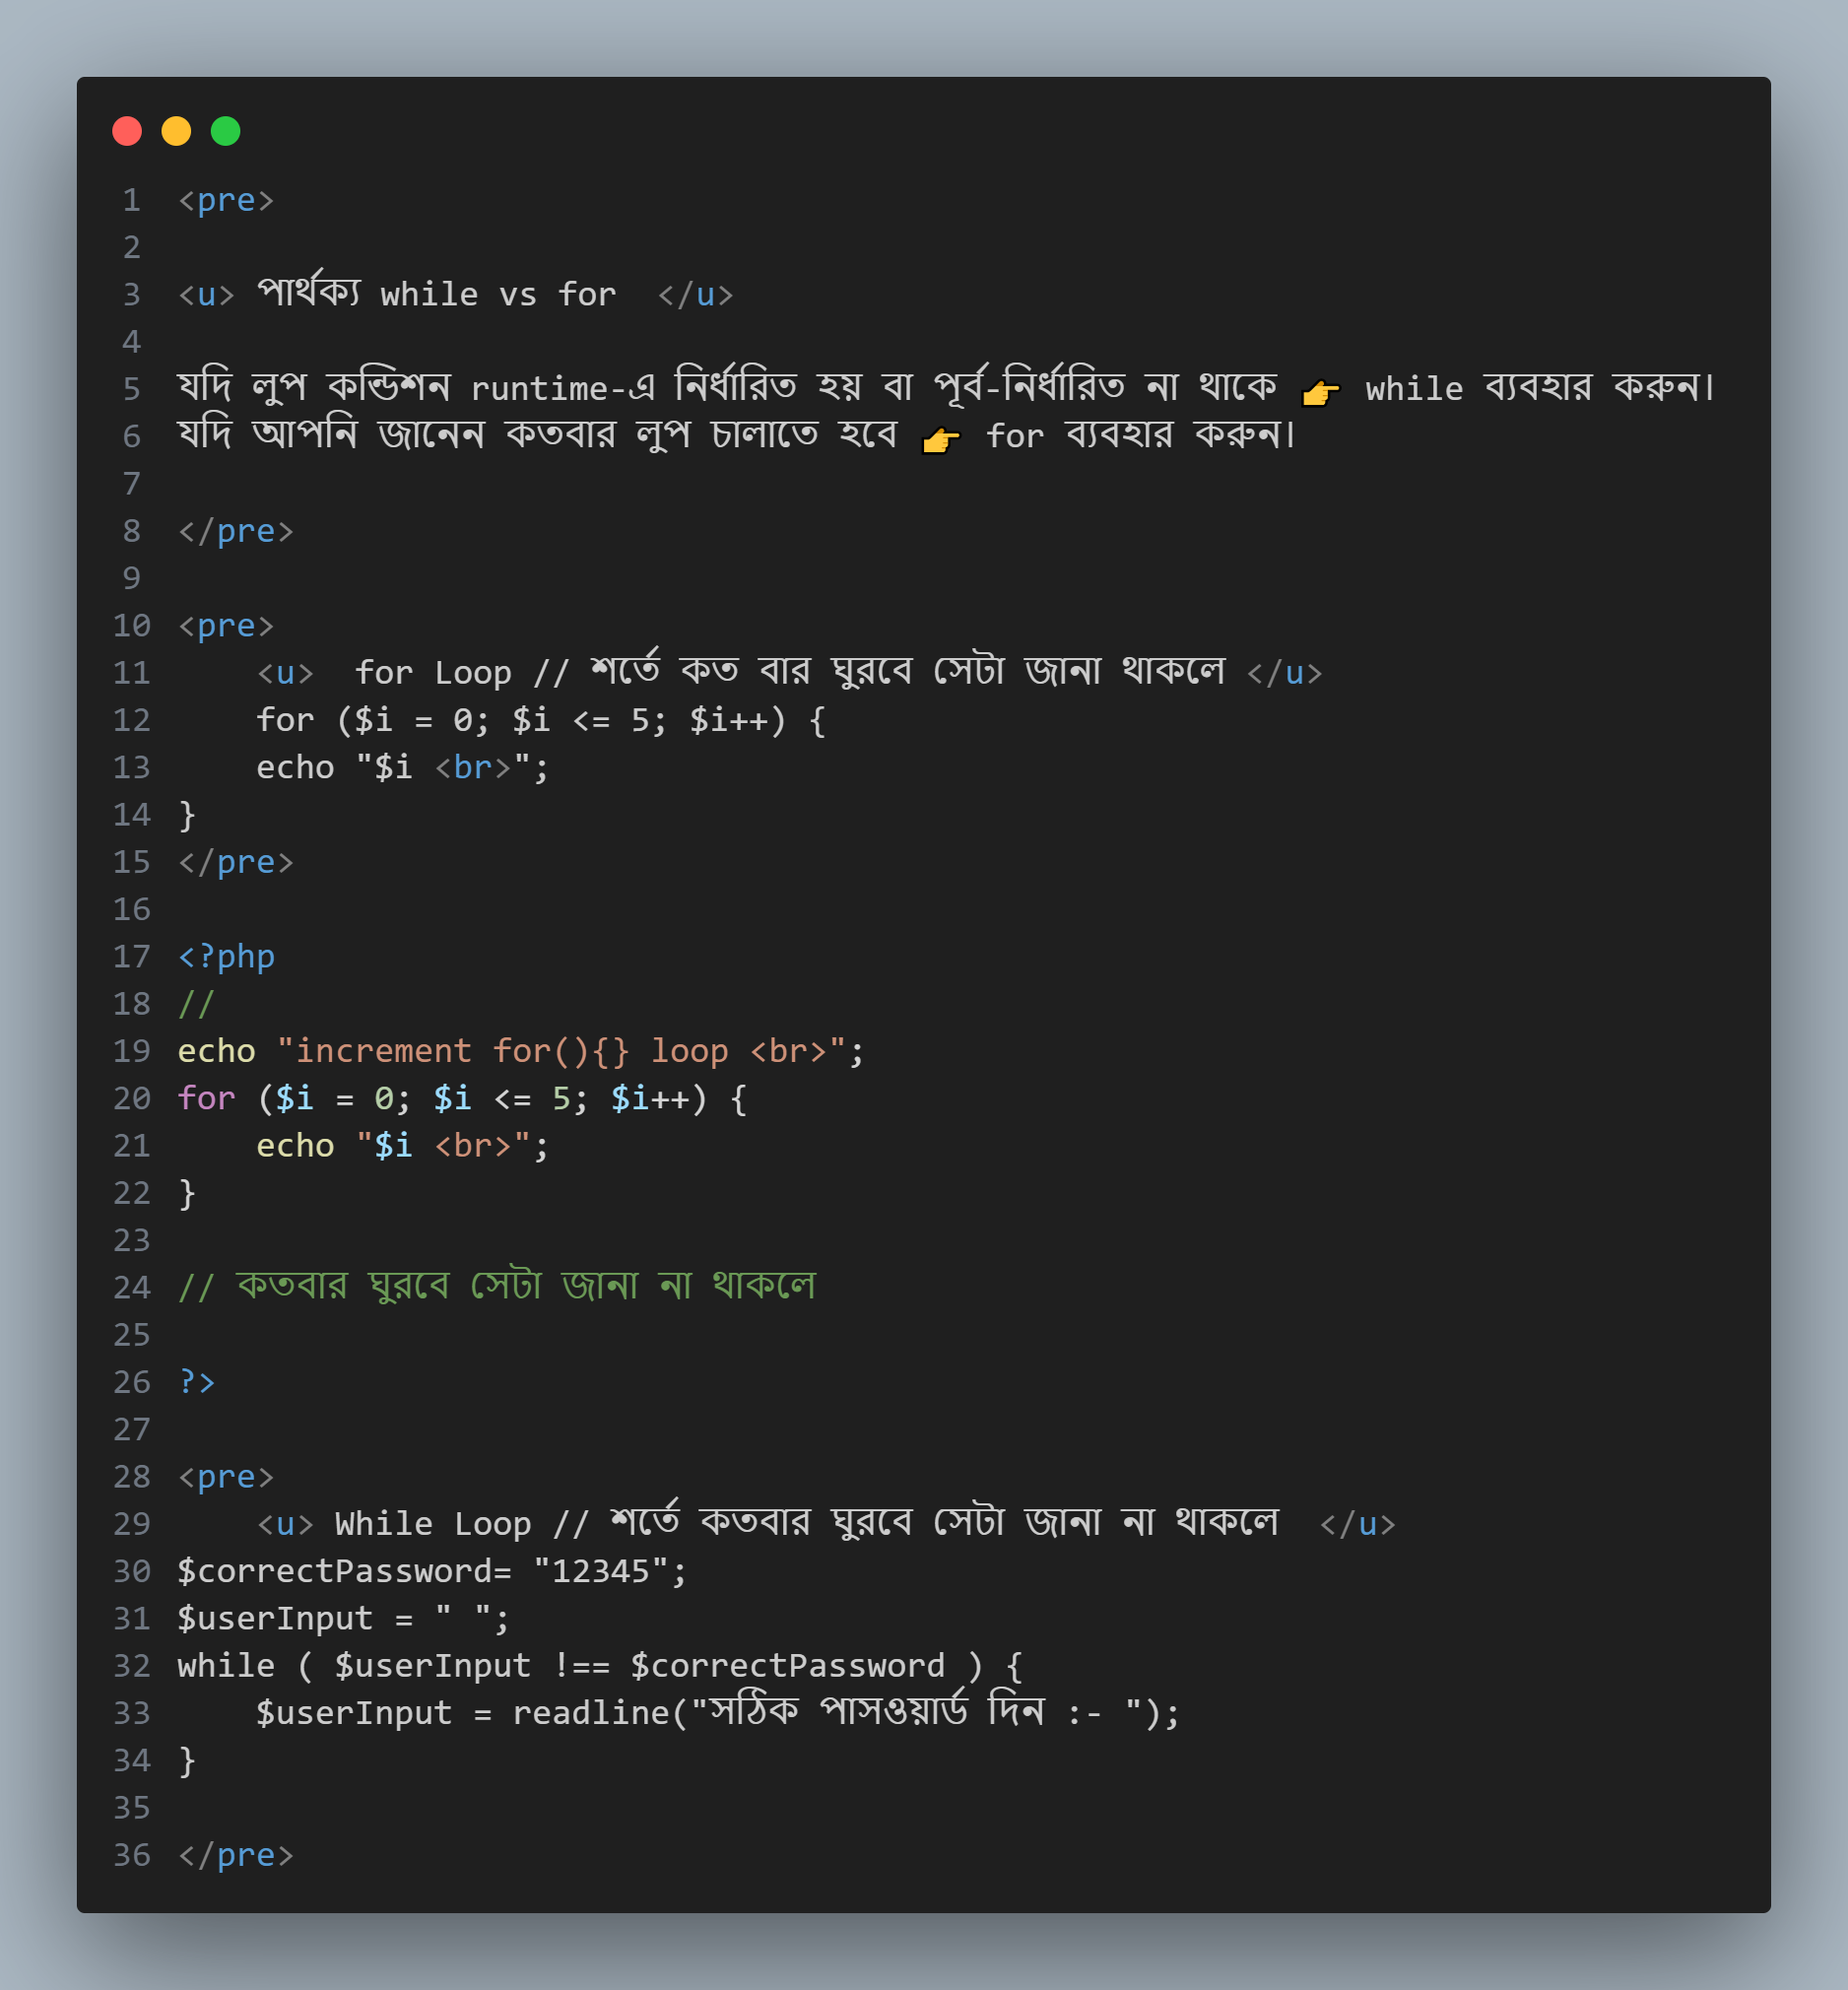 1 <pre>
2
3 <u> পার্থক্য while vs for  </u>
4
5 যদি লুপ কন্ডিশন runtime-এ নির্ধারিত হয় বা পূর্ব-নির্ধারিত না থাকে 👉 while ব্যবহার করুন।
6 যদি আপনি জানেন কতবার লুপ চালাতে হবে 👉 for ব্যবহার করুন।
7
8 </pre>
9
10 <pre>
11     <u>  for Loop // শর্তে কত বার ঘুরবে সেটা জানা থাকলে </u>
12     for ($i = 0; $i <= 5; $i++) {
13     echo "$i <br>";
14 }
15 </pre>
16
17 <?php
18 //
19 echo "increment for(){} loop <br>";
20 for ($i = 0; $i <= 5; $i++) {
21     echo "$i <br>";
22 }
23
24 // কতবার ঘুরবে সেটা জানা না থাকলে
25
26 ?>
27
28 <pre>
29     <u> While Loop // শর্তে কতবার ঘুরবে সেটা জানা না থাকলে  </u>
30 $correctPassword= "12345";
31 $userInput = " ";
32 while ( $userInput !== $correctPassword ) {
33     $userInput = readline("সঠিক পাসওয়ার্ড দিন :- ");
34 }
35
36 </pre>